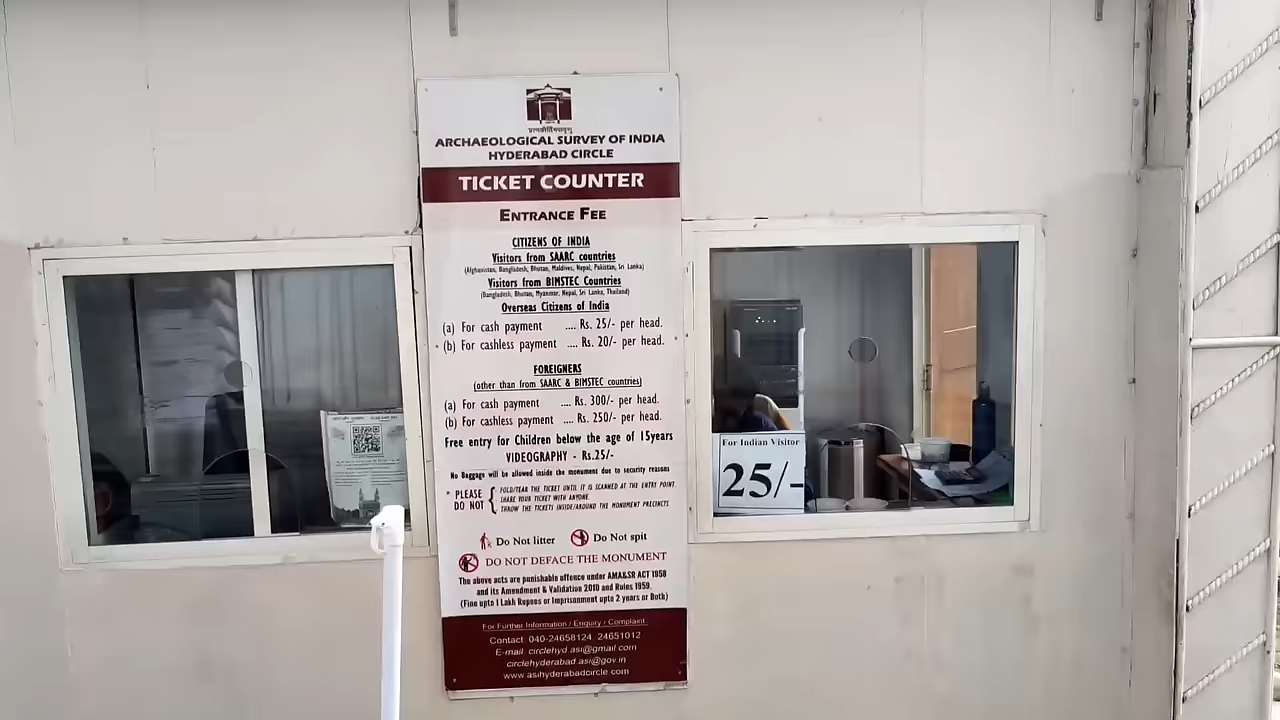 ARCHAEOLOGICAL SURVEY OF INDIA
HYDERABAD CIRCLE
TICKET COUNTER
ENTRANCE FEE
CITIZENS OF INDIA
Visitors from SAARC countries
(Afghanistan, Bangladesh, Bhutan, Maldives, Nepal, Pakistan, Sri Lanka)
Visitors from BIMSTEC Countries
(Bangladesh, Bhutan, Myanmar, Nepal, Sri Lanka, Thailand)
Overseas Citizens of India
(a) For cash payment .... Rs. 25/- per head.
(b) For cashless payment .... Rs. 20/- per head.
FOREIGNERS
(other than from SAARC & BIMSTEC countries)
(a) For cash payment .... Rs. 300/- per head.
(b) For cashless payment .... Rs. 250/- per head.
Free entry for Children below the age of 15years
VIDEOGRAPHY - Rs.25/-
No Baggage will be allowed inside the monument due to security reasons
* PLEASE DO NOT { FOLD/TEAR THE TICKET UNTIL IT IS SCANNED AT THE ENTRY POINT.
SHARE YOUR TICKET WITH ANYONE.
THROW THE TICKETS INSIDE/AROUND THE MONUMENT PRECINCTS.
Do Not litter Do Not spit
DO NOT DEFACE THE MONUMENT
The above acts are punishable offence under AMA&SR ACT 1958
and its Amendment & Validation 2010 and Rules 1959.
(Fine upto 1 Lakh Rupees or Imprisonment upto 2 years or Both)
For Further Information / Enquiry / Complaint
Contact. 040-24658124, 24651012
E-mail. circlehyd.asi@gmail.com
circlehyderabad.asi@gov.in
www.asihyderabadcircle.com
For Indian Visitor
25/-